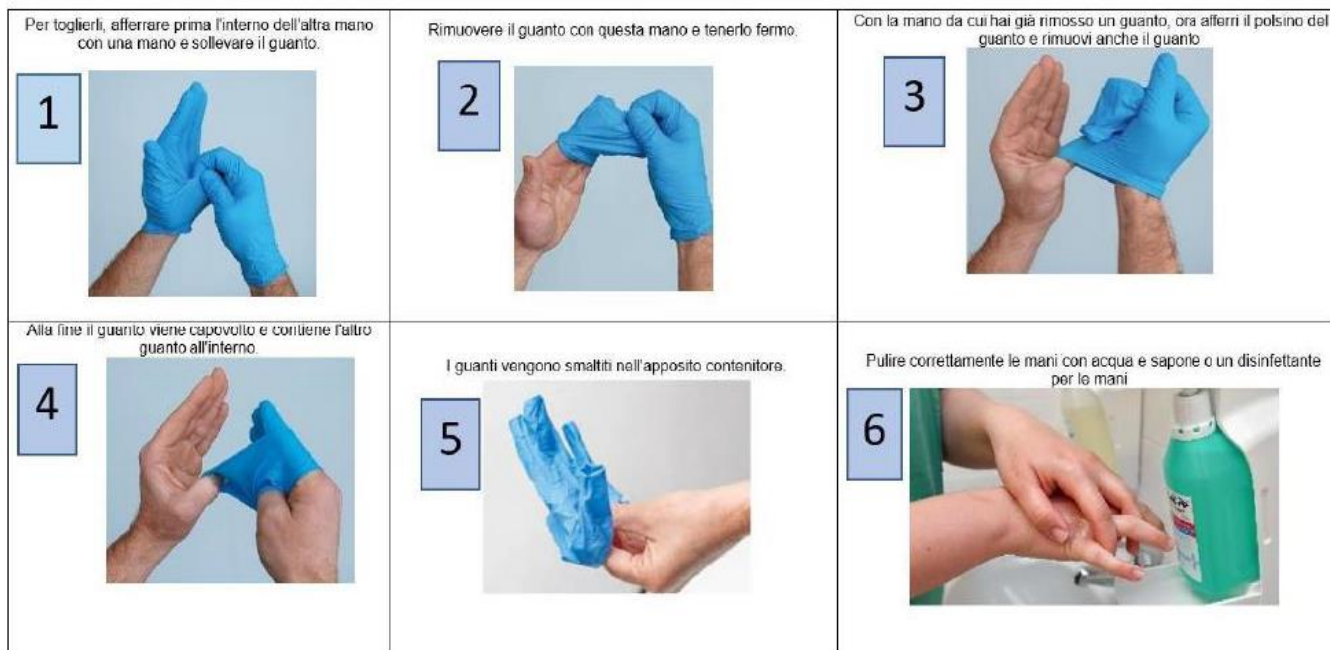 Per toglierli, afferrare prima l'interno dell'altra mano
con una mano e sollevare il guanto.
1
Rimuovere il guanto con questa mano e tenerlo fermo.
2
Con la mano da cui hai già rimosso un guanto, ora afferri il polsino del
guanto e rimuovi anche il guanto
3
Alla fine il guanto viene capovolto e contiene l'altro
guanto all'interno.
4
I guanti vengono smaltiti nell'apposito contenitore.
5
Pulire correttamente le mani con acqua e sapone o un disinfettante
per le mani
6